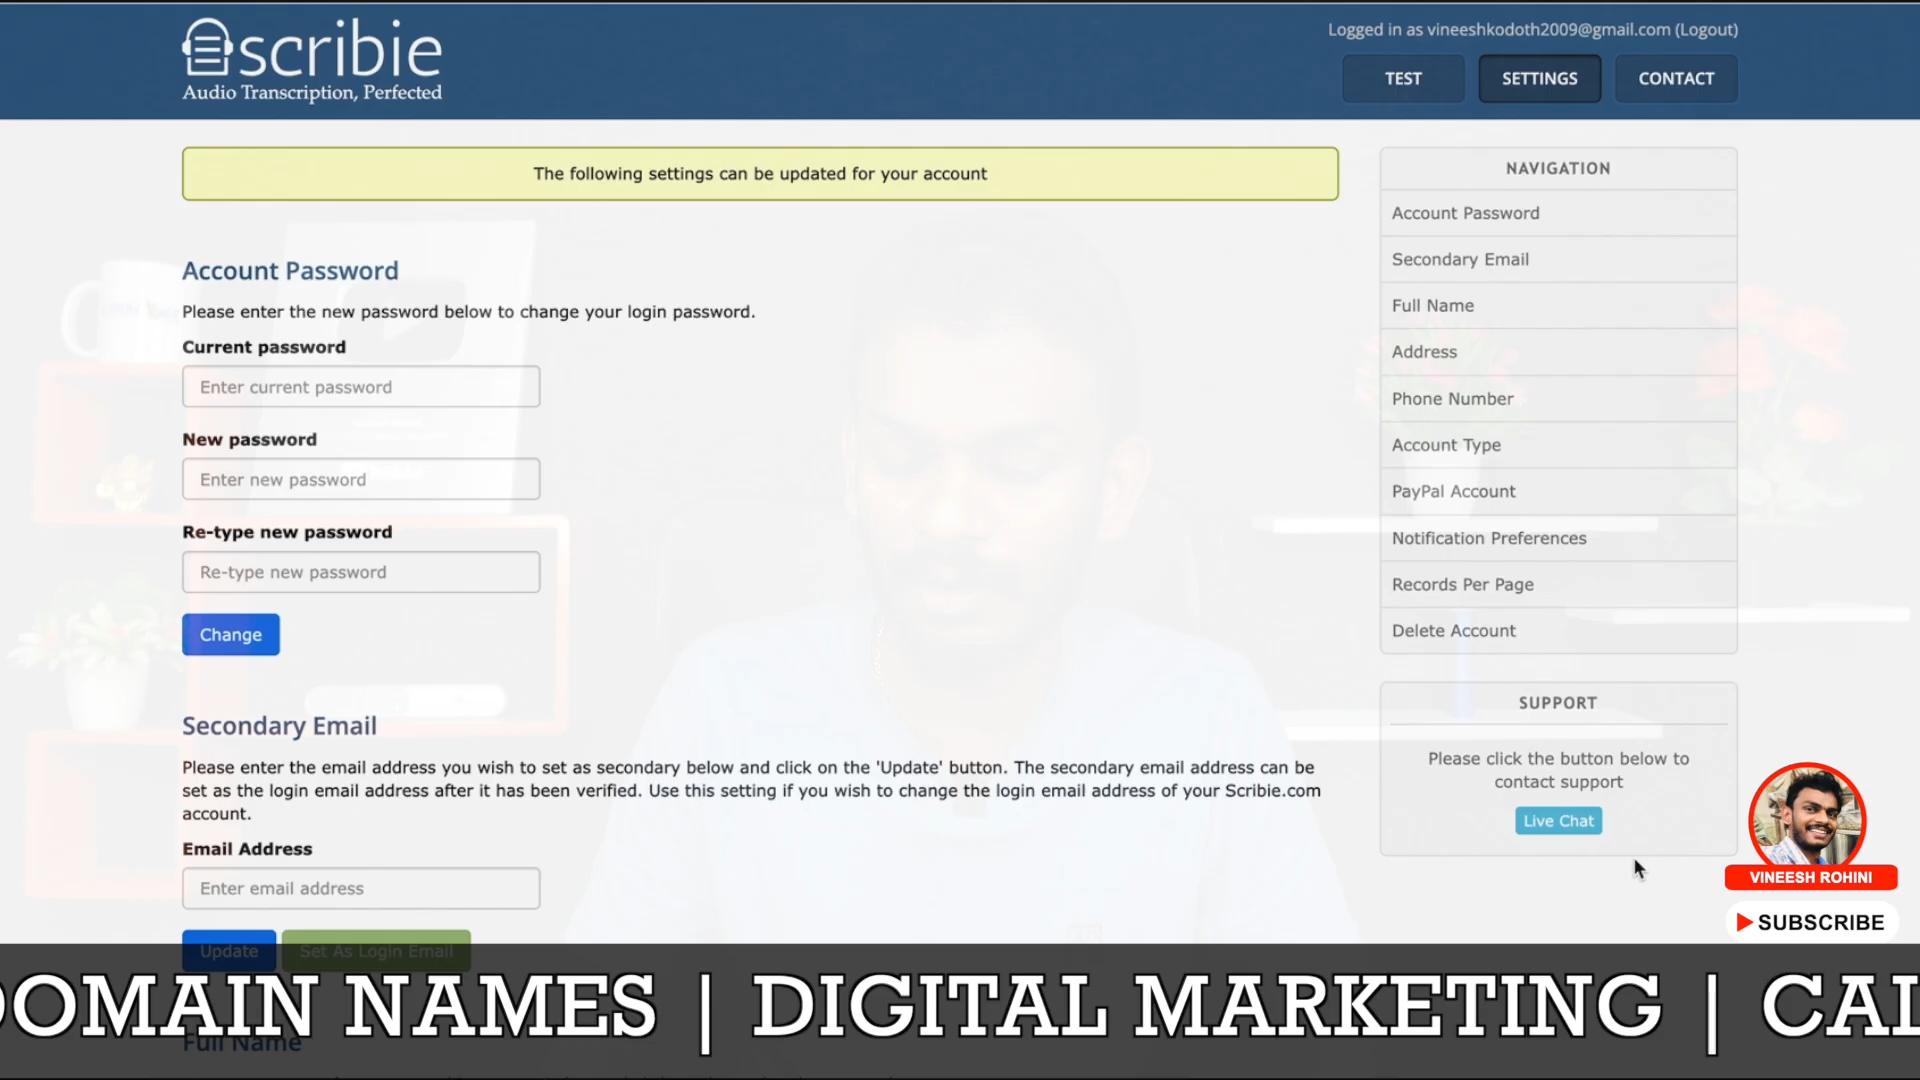 scribie
Audio Transcription, Perfected
Logged in as vineeshkodoth2009@gmail.com (Logout)
TEST
SETTINGS
CONTACT
The following settings can be updated for your account
Account Password
Please enter the new password below to change your login password.
Current password
Enter current password
New password
Enter new password
Re-type new password
Re-type new password
Change
Secondary Email
Please enter the email address you wish to set as secondary below and click on the 'Update' button. The secondary email address can be
set as the login email address after it has been verified. Use this setting if you wish to change the login email address of your Scribie.com
account.
Email Address
Enter email address
Update
Set As Login Email
Full Name
NAVIGATION
Account Password
Secondary Email
Full Name
Address
Phone Number
Account Type
PayPal Account
Notification Preferences
Records Per Page
Delete Account
SUPPORT
Please click the button below to
contact support
Live Chat
VINEESH ROHINI
SUBSCRIBE
DOMAIN NAMES | DIGITAL MARKETING |